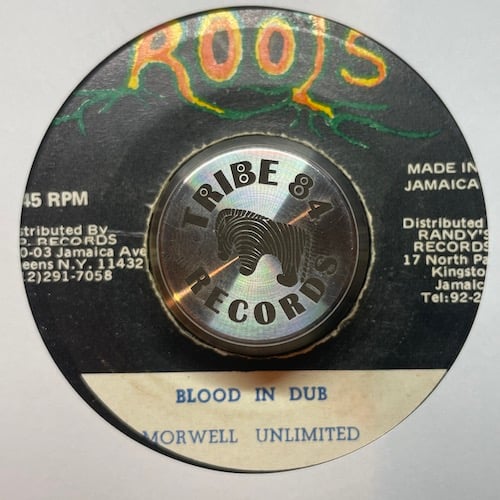 ROOTS
45 RPM
MADE IN
JAMAICA
TRIBE 84
RECORDS
Distributed By
P. RECORDS
0-03 Jamaica Ave
eens N.Y. 11432
2)291-7058
Distributed
RANDY'S
RECORDS
17 North Pa
Kingsto
Jamaic
Tel:92-2
BLOOD IN DUB
MORWELL UNLIMITED